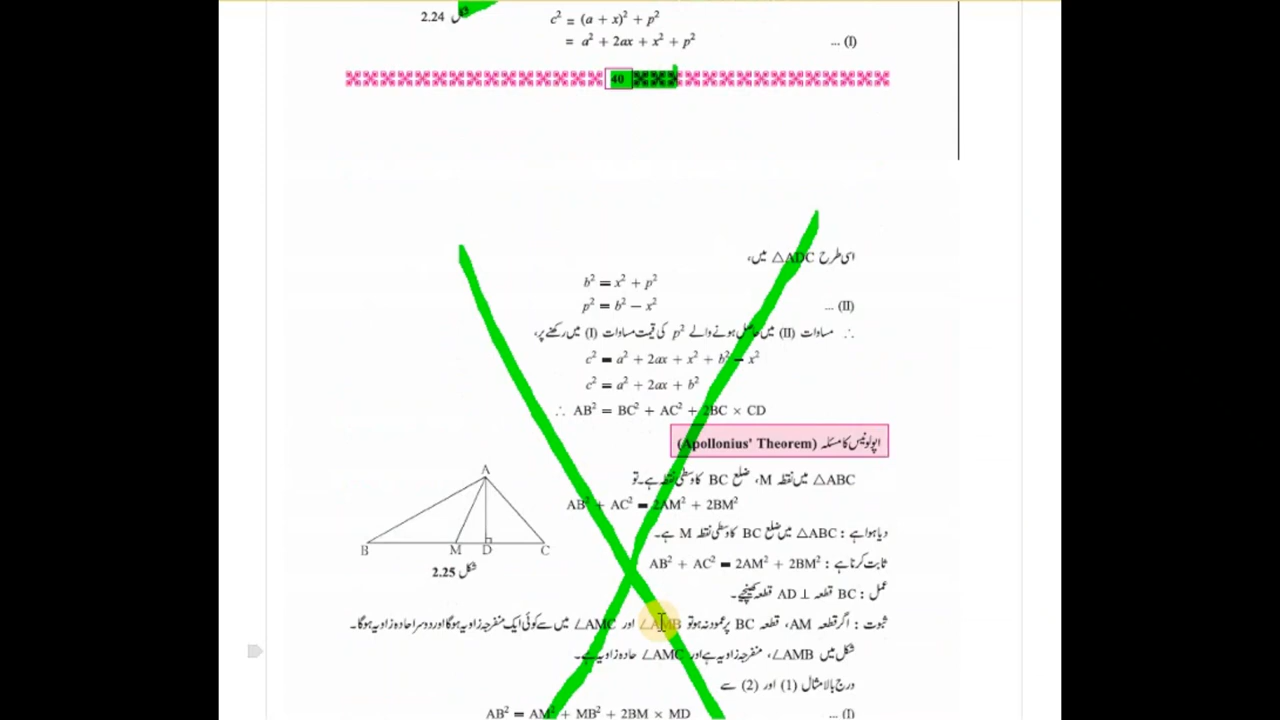 c² = (a + x)² + p²
شکل 2.24
= a² + 2ax + x² + p² ... (I)
40
اسی طرح △ADC میں،
b² = x² + p²
p² = b² − x² ... (II)
∴ مساوات (II) میں حاصل ہونے والے p² کی قیمت مساوات (I) میں رکھنے پر،
c² = a² + 2ax + x² + b² − x²
c² = a² + 2ax + b²
∴ AB² = BC² + AC² + 2BC × CD
اپولونیس کا مسئلہ (Apollonius' Theorem)
△ABC میں نقطہ M، ضلع BC کا وسطی نقطہ ہے۔ تو
AB² + AC² = 2AM² + 2BM²
دیا ہوا ہے : △ABC میں ضلع BC کا وسطی نقطہ M ہے۔
ثابت کرنا ہے : AB² + AC² = 2AM² + 2BM²
عمل : BC قطعہ ⊥ AD قطعہ کھینچیے۔
A
B M D C
شکل 2.25
ثبوت : اگر قطعہ AM، قطعہ BC پر عمود نہ ہو تو ∠AMB اور ∠AMC میں سے کوئی ایک منفرجہ زاویہ ہوگا اور دوسرا حادہ زاویہ ہوگا۔
شکل میں ∠AMB، منفرجہ زاویہ ہے اور ∠AMC حادہ زاویہ ہے۔
درج بالا مثال (1) اور (2) سے
AB² = AM² + MB² + 2BM × MD ... (I)